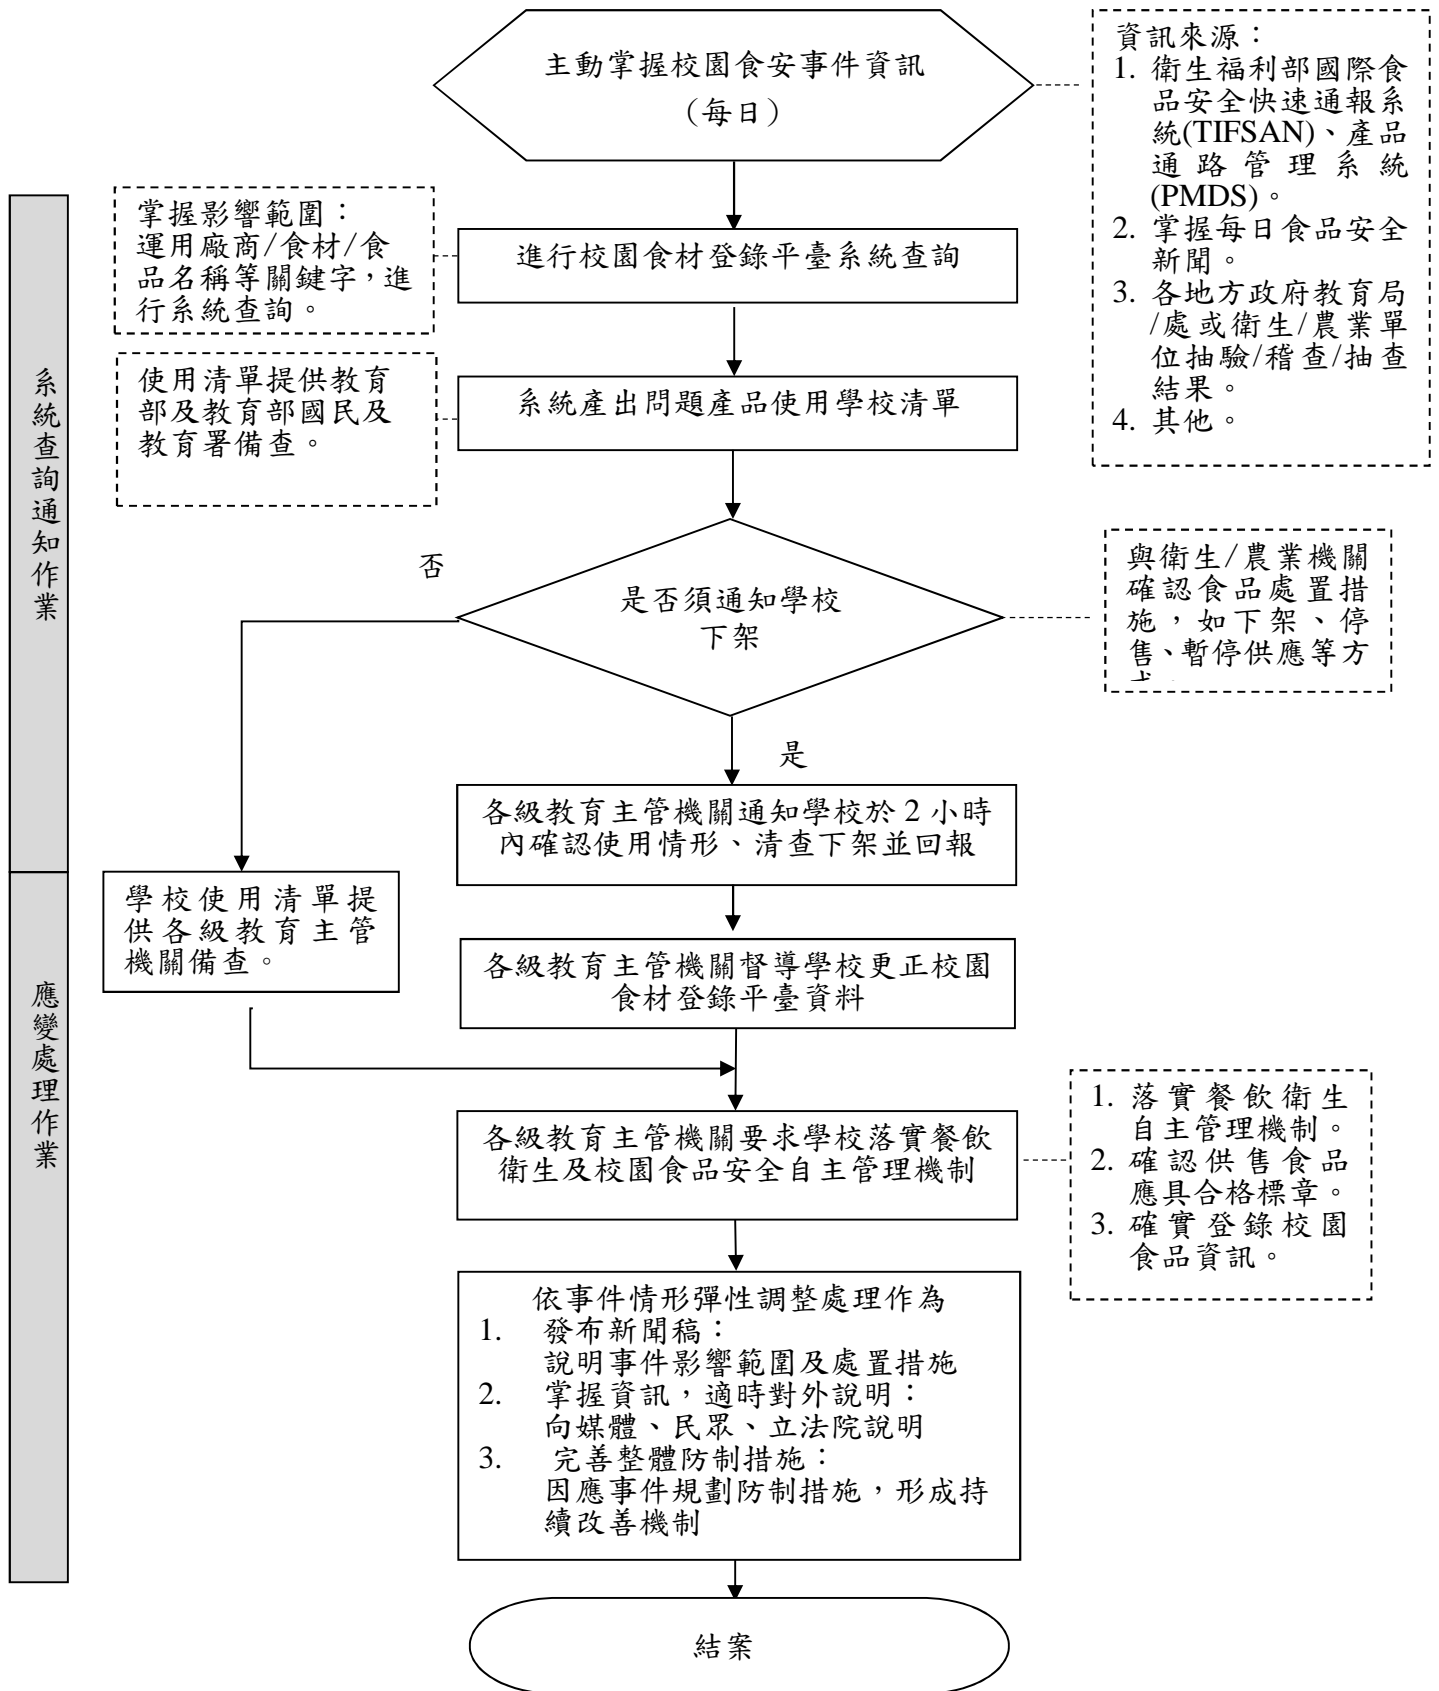 主動掌握校園食安事件資訊
（每日）
資訊來源：
1. 衛生福利部國際食
品安全快速通報系
統(TIFSAN)、產品
通路管理系統
(PMDS)。
2. 掌握每日食品安全
新聞。
3. 各地方政府教育局
/處或衛生/農業單
位抽驗/稽查/抽查
結果。
4. 其他。
系統查詢通知作業
掌握影響範圍：
運用廠商/食材/食
品名稱等關鍵字，進
行系統查詢。
進行校園食材登錄平臺系統查詢
使用清單提供教育
部及教育部國民及
教育署備查。
系統產出問題產品使用學校清單
否
是否須通知學校
下架
與衛生/農業機關
確認食品處置措
施，如下架、停
售、暫停供應等方
是
各級教育主管機關通知學校於 2 小時
內確認使用情形、清查下架並回報
應變處理作業
學校使用清單提
供各級教育主管
機關備查。
各級教育主管機關督導學校更正校園
食材登錄平臺資料
各級教育主管機關要求學校落實餐飲
衛生及校園食品安全自主管理機制
1. 落實餐飲衛生
自主管理機制。
2. 確認供售食品
應具合格標章。
3. 確實登錄校園
食品資訊。
依事件情形彈性調整處理作為
1. 發布新聞稿：
說明事件影響範圍及處置措施
2. 掌握資訊，適時對外說明：
向媒體、民眾、立法院說明
3. 完善整體防制措施：
因應事件規劃防制措施，形成持
續改善機制
結案